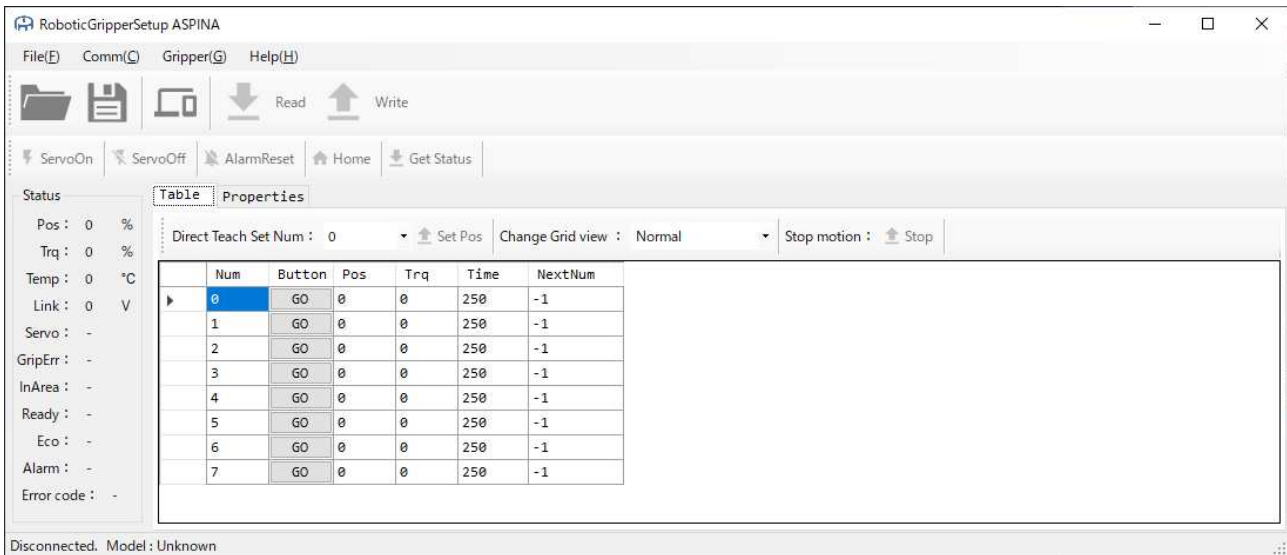 RoboticGripperSetup ASPINA
File(F) Comm(C) Gripper(G) Help(H)
Read Write
ServoOn ServoOff AlarmReset Home Get Status
Status
Pos : 0 %
Trq : 0 %
Temp : 0 °C
Link : 0 V
Servo : -
GripErr : -
InArea : -
Ready : -
Eco : -
Alarm : -
Error code : -
Table Properties
Direct Teach Set Num : 0 Set Pos Change Grid view : Normal Stop motion : Stop
Num Button Pos Trq Time NextNum
0 GO 0 0 250 -1
1 GO 0 0 250 -1
2 GO 0 0 250 -1
3 GO 0 0 250 -1
4 GO 0 0 250 -1
5 GO 0 0 250 -1
6 GO 0 0 250 -1
7 GO 0 0 250 -1
Disconnected. Model : Unknown